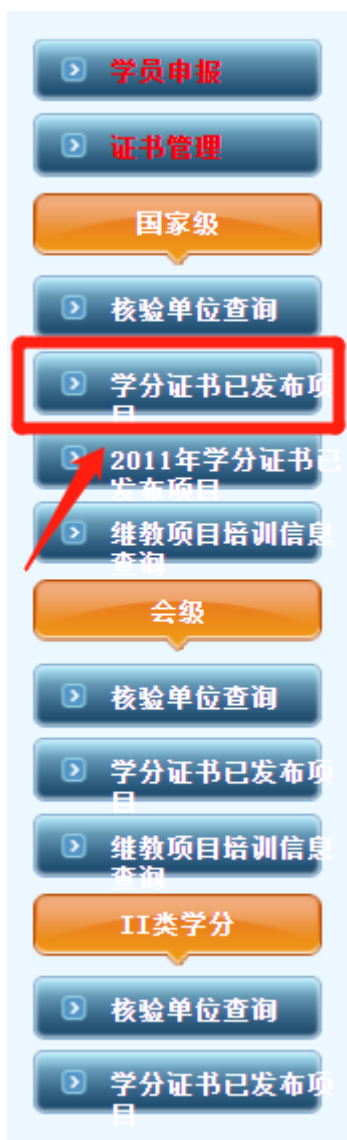 学员申报
证书管理
国家级
核验单位查询
学分证书已发布项
目
2011年学分证书已
发布项目
继教项目培训信息
查询
会级
核验单位查询
学分证书已发布项
目
继教项目培训信息
查询
II类学分
核验单位查询
学分证书已发布项
目